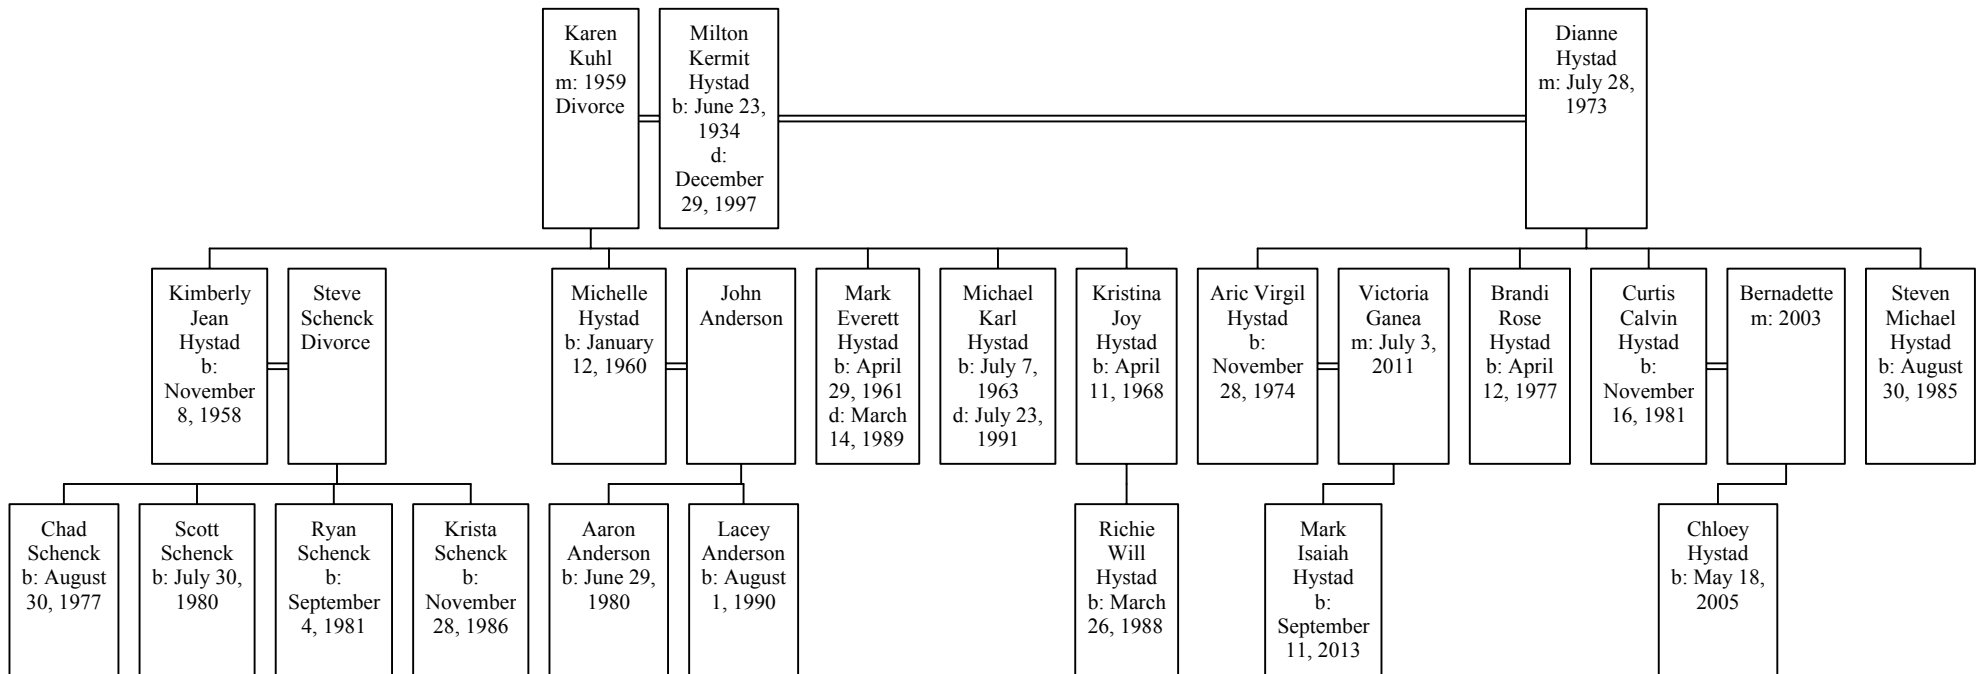 Karen
Kuhl
m: 1959
Divorce
Milton
Kermit
Hystad
b: June 23,
1934
d:
December
29, 1997
Dianne
Hystad
m: July 28,
1973
Kimberly
Jean
Hystad
b:
November
8, 1958
Steve
Schenck
Divorce
Michelle
Hystad
b: January
12, 1960
John
Anderson
Mark
Everett
Hystad
b: April
29, 1961
d: March
14, 1989
Michael
Karl
Hystad
b: July 7,
1963
d: July 23,
1991
Kristina
Joy
Hystad
b: April
11, 1968
Aric Virgil
Hystad
b:
November
28, 1974
Victoria
Ganea
m: July 3,
2011
Brandi
Rose
Hystad
b: April
12, 1977
Curtis
Calvin
Hystad
b:
November
16, 1981
Bernadette
m: 2003
Steven
Michael
Hystad
b: August
30, 1985
Chad
Schenck
b: August
30, 1977
Scott
Schenck
b: July 30,
1980
Ryan
Schenck
b:
September
4, 1981
Krista
Schenck
b:
November
28, 1986
Aaron
Anderson
b: June 29,
1980
Lacey
Anderson
b: August
1, 1990
Richie
Will
Hystad
b: March
26, 1988
Mark
Isaiah
Hystad
b:
September
11, 2013
Chloey
Hystad
b: May 18,
2005